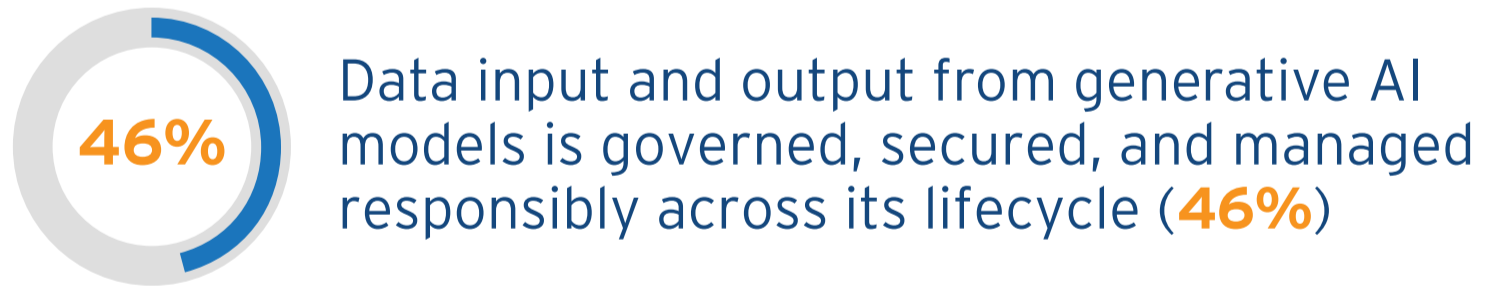 46%
Data input and output from generative AI
models is governed, secured, and managed
responsibly across its lifecycle (46%)